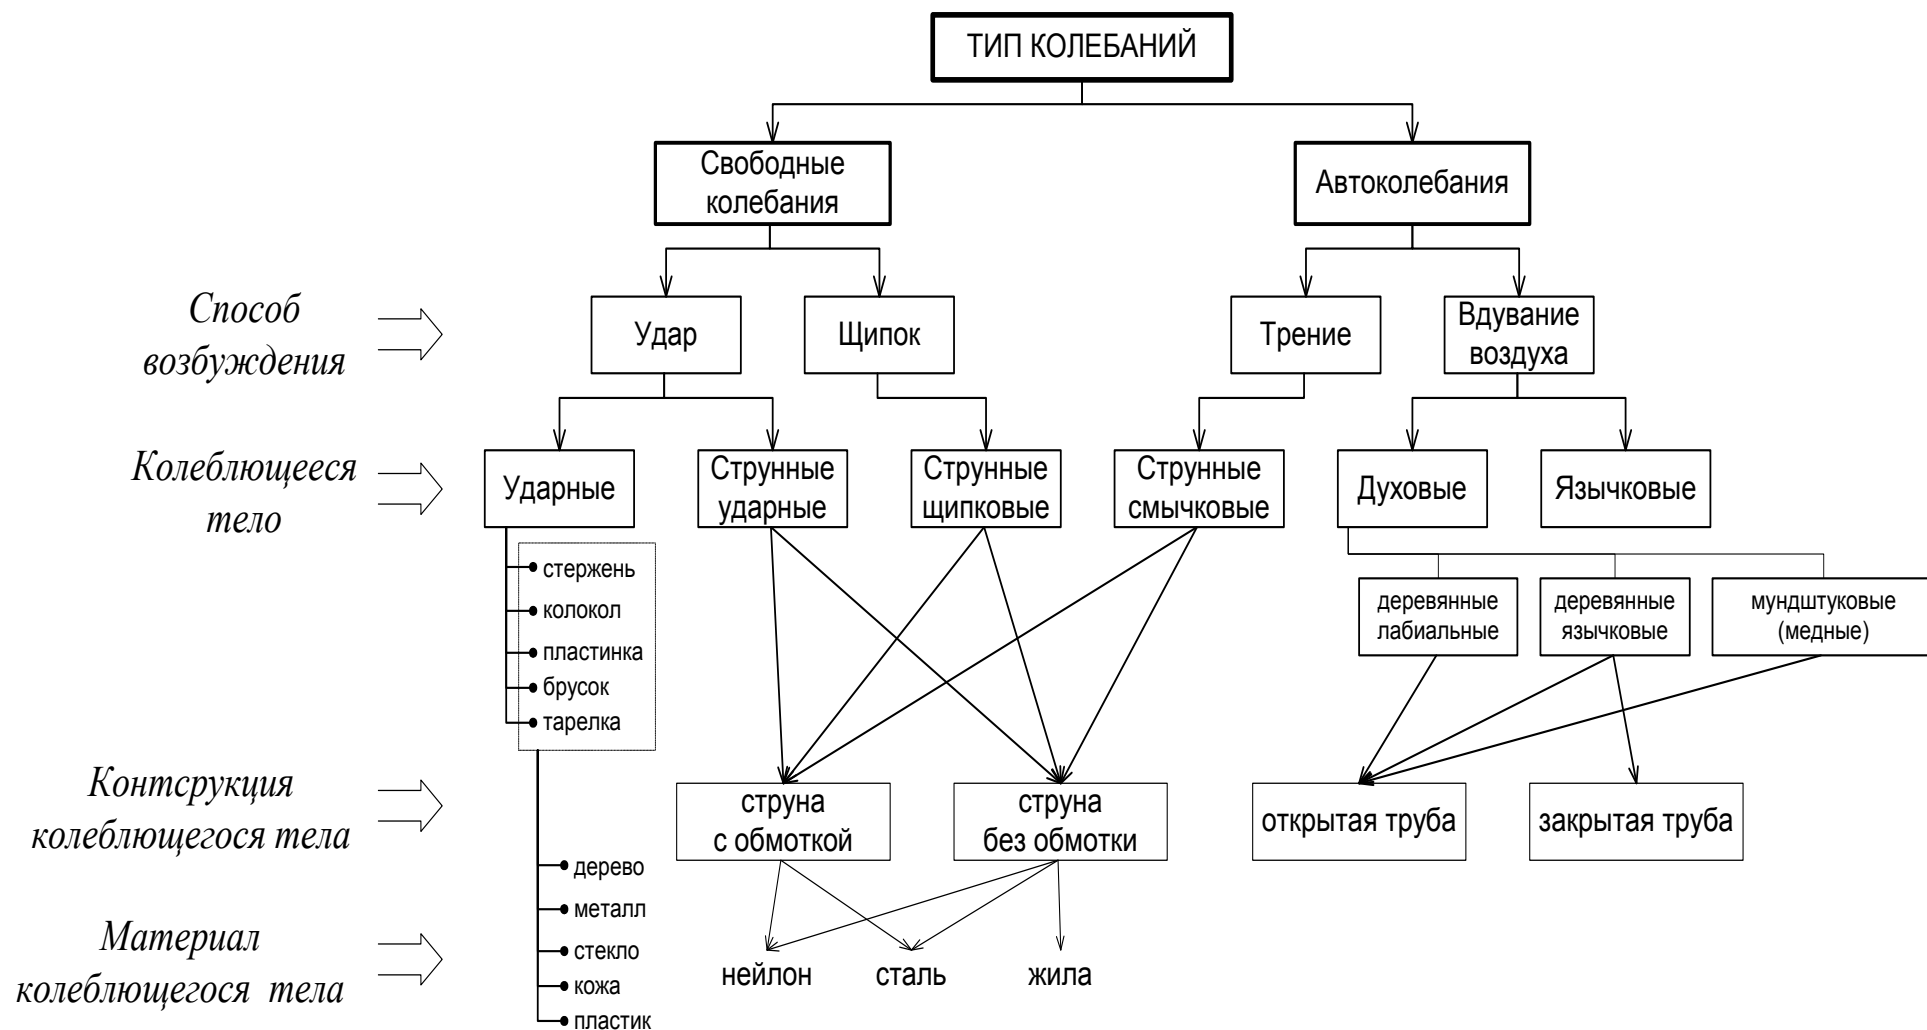 ТИП КОЛЕБАНИЙ
Свободные
колебания
Автоколебания
Способ
возбуждения
Удар
Щипок
Трение
Вдувание
воздуха
Колеблющееся
тело
Ударные
Струнные
ударные
Струнные
щипковые
Струнные
смычковые
Духовые
Язычковые
стержень
колокол
пластинка
брусок
тарелка
деревянные
лабиальные
деревянные
язычковые
мундштуковые
(медные)
Контсрукция
колеблющегося тела
струна
с обмоткой
струна
без обмотки
открытая труба
закрытая труба
Материал
колеблющегося тела
дерево
металл
стекло
кожа
пластик
нейлон
сталь
жила